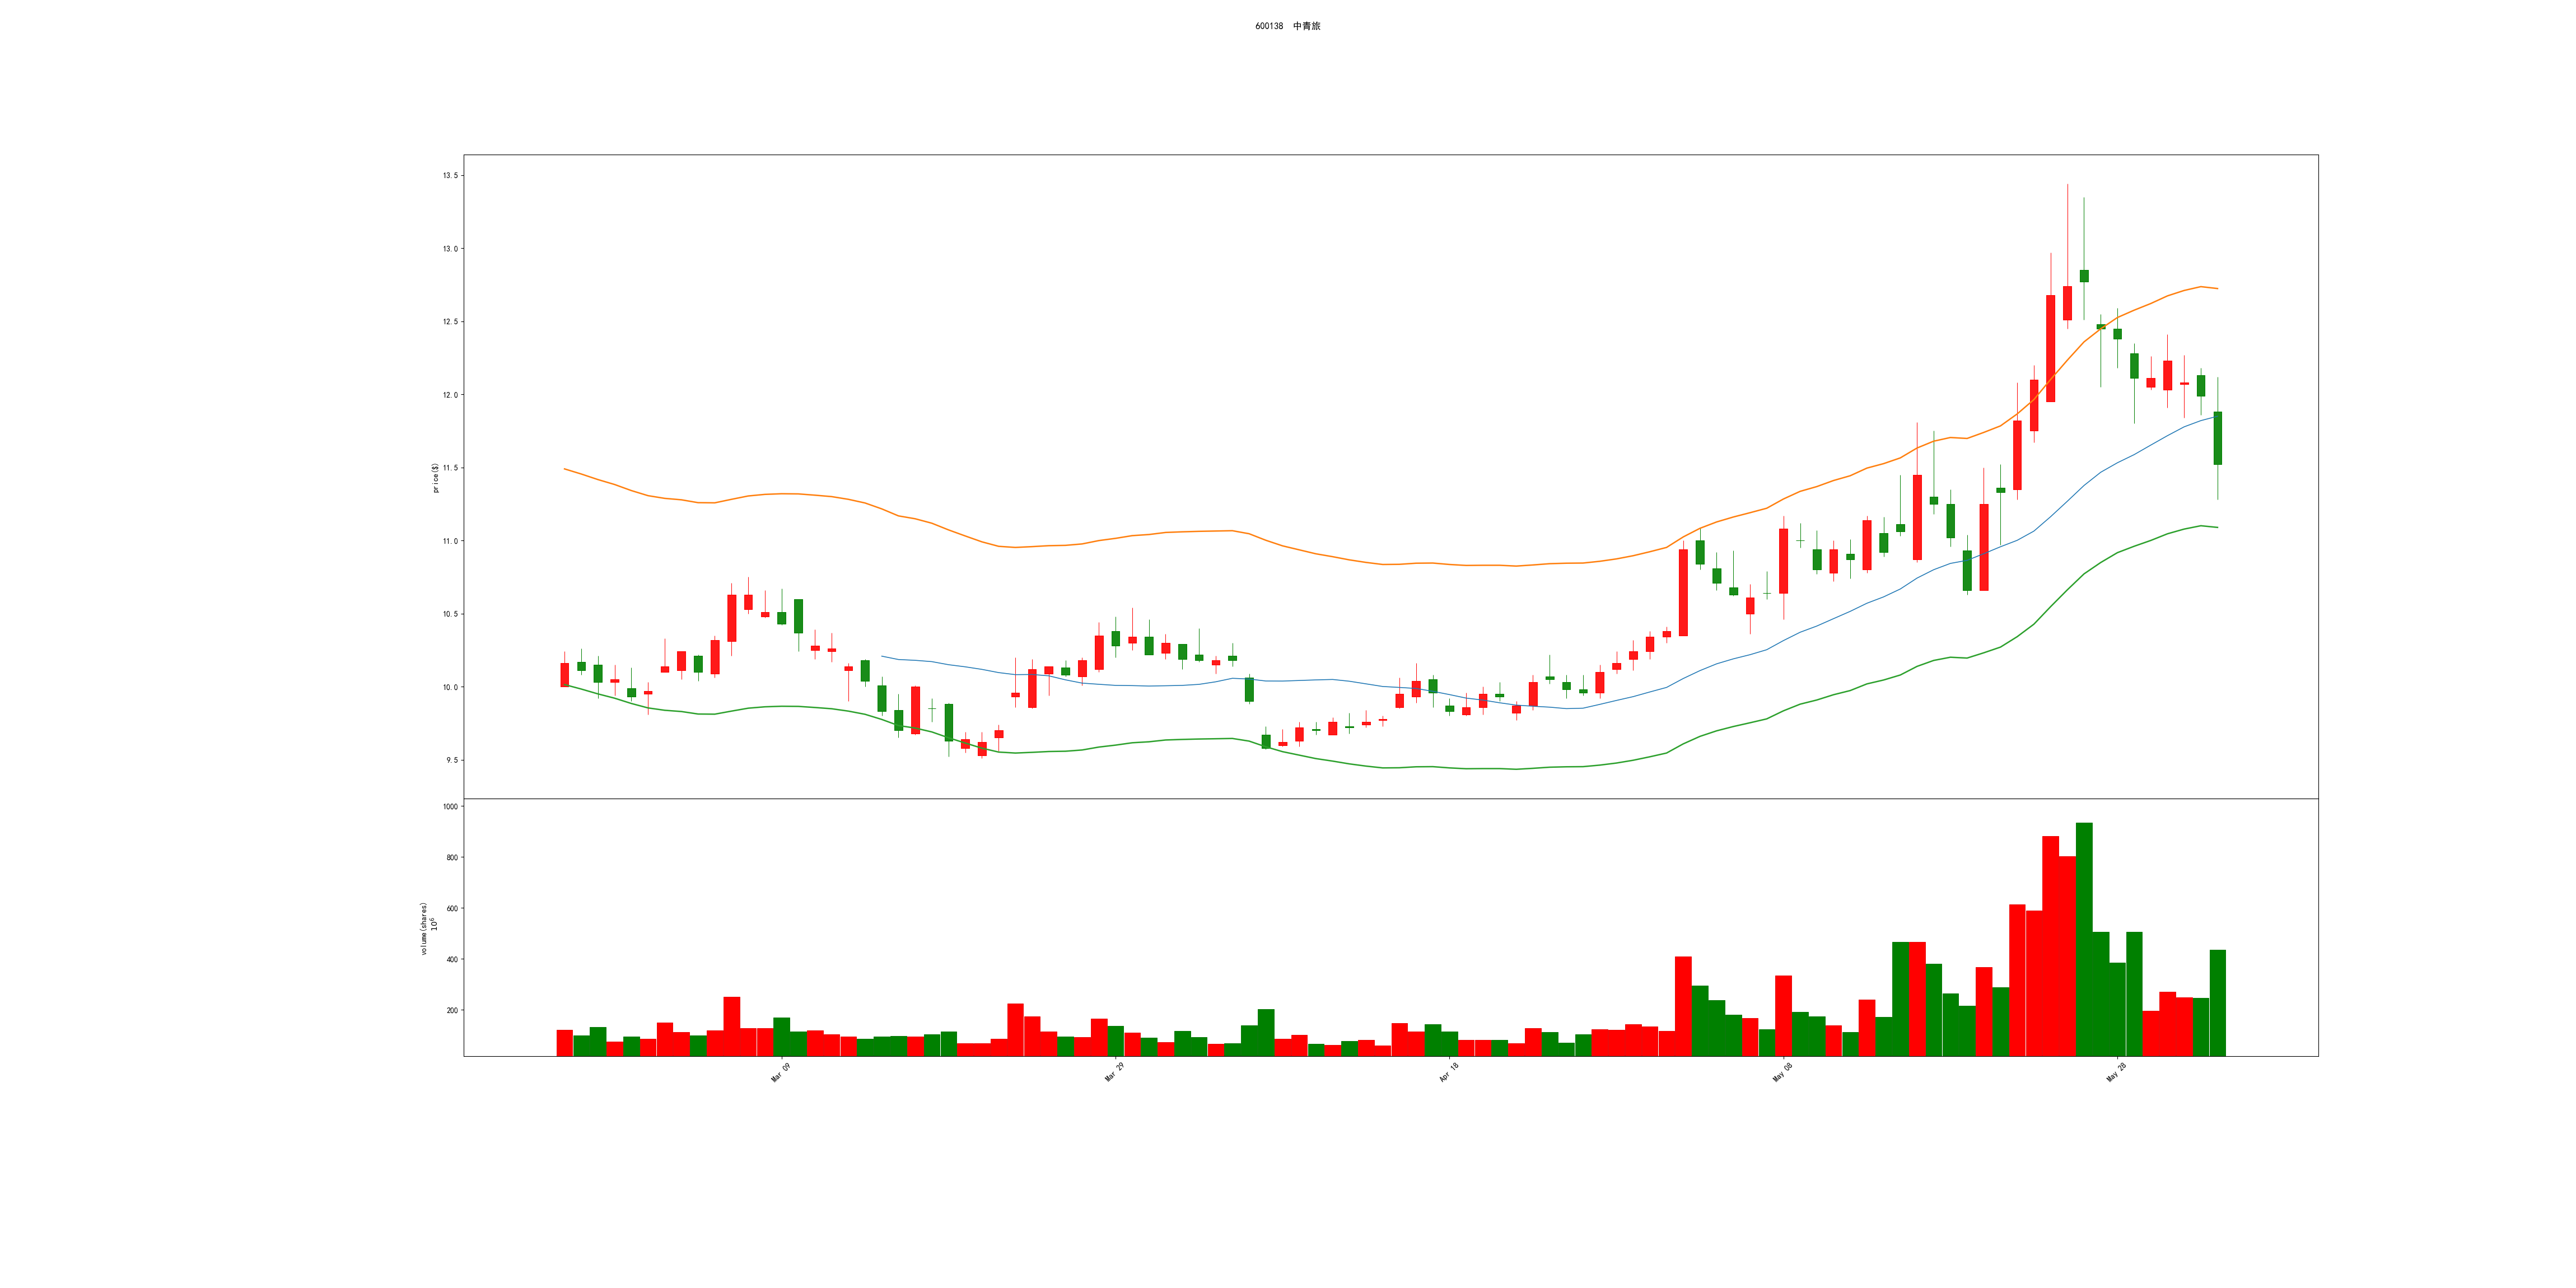 600138 中青旅
13.5
13.0
12.5
12.0
11.5
11.0
10.5
10.0
9.5
price($)
1000
800
600
400
200
volume(shares)
10⁶
Mar 09
Mar 29
Apr 18
May 08
May 28